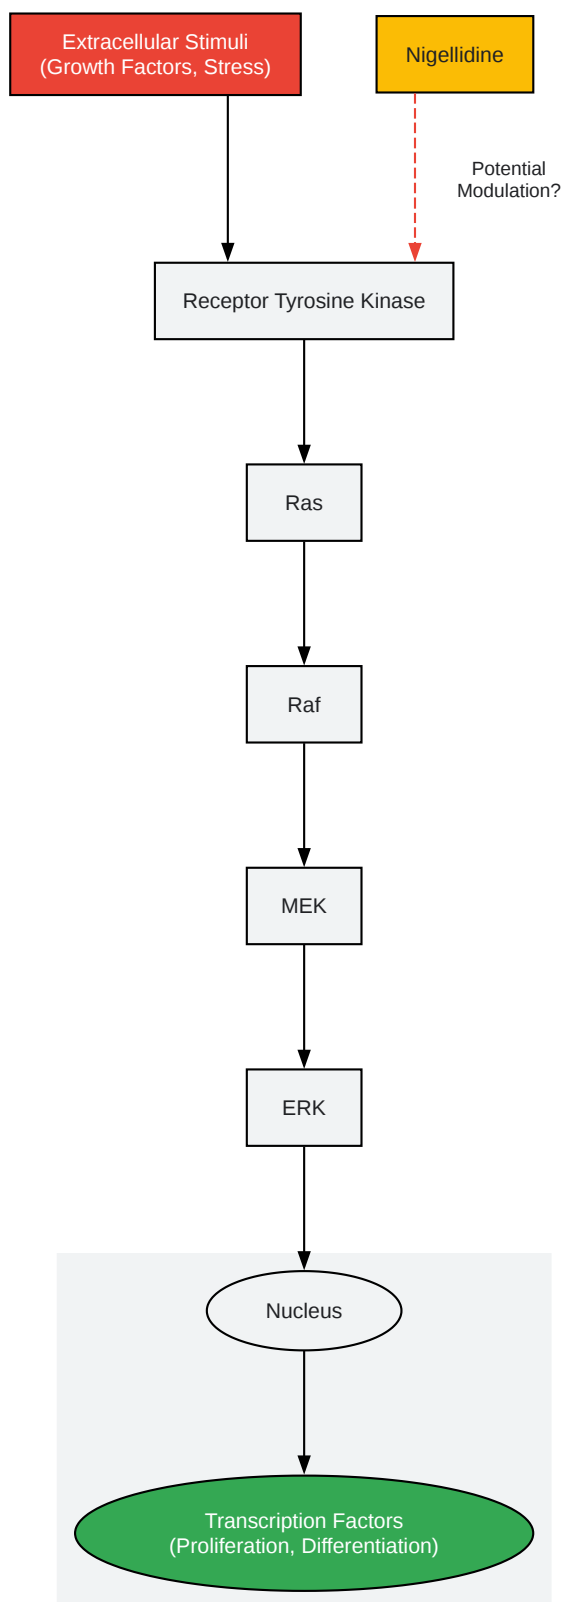 Extracellular Stimuli
(Growth Factors, Stress)
Nigellidine
Potential
Modulation?
Receptor Tyrosine Kinase
Ras
Raf
MEK
ERK
Nucleus
Transcription Factors
(Proliferation, Differentiation)